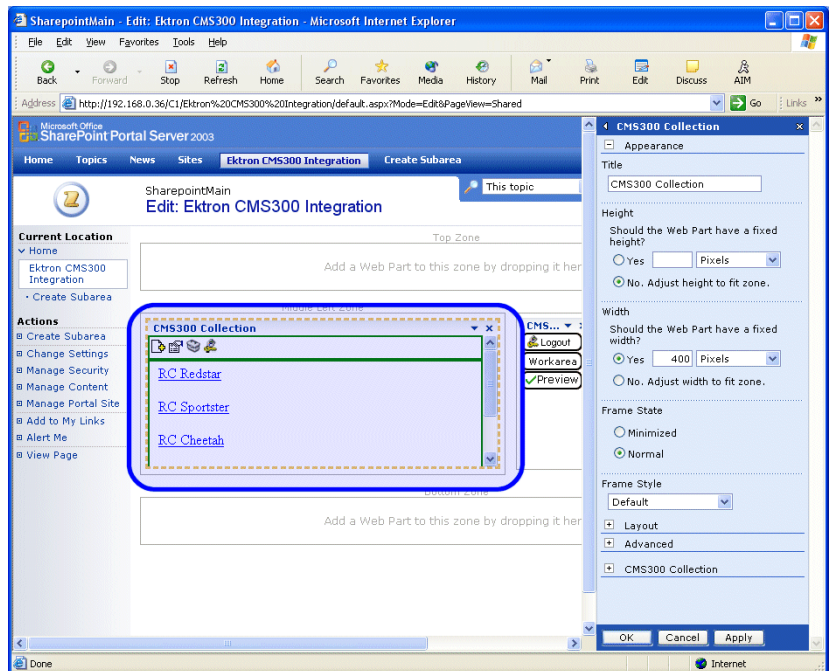 SharepointMain - Edit: Ektron CMS300 Integration - Microsoft Internet Explorer
File Edit View Favorites Tools Help
Back Forward Stop Refresh Home Search Favorites Media History Mail Print Edit Discuss AIM
Address http://192.168.0.36/C1/Ektron%20CMS300%20Integration/default.aspx?Mode=Edit&PageView=Shared Go Links »
Microsoft Office
SharePoint Portal Server 2003
Home Topics News Sites Ektron CMS300 Integration Create Subarea
SharepointMain
Edit: Ektron CMS300 Integration
This topic
Current Location
Home
Ektron CMS300
Integration
Create Subarea
Actions
Create Subarea
Change Settings
Manage Security
Manage Content
Manage Portal Site
Add to My Links
Alert Me
View Page
Top Zone
Add a Web Part to this zone by dropping it her
Middle Left Zone
CMS300 Collection
RC Redstar
RC Sportster
RC Cheetah
CMS...
Logout
Workarea
Preview
Bottom Zone
Add a Web Part to this zone by dropping it her
CMS300 Collection
Appearance
Title
CMS300 Collection
Height
Should the Web Part have a fixed
height?
Yes Pixels
No. Adjust height to fit zone.
Width
Should the Web Part have a fixed
width?
Yes 400 Pixels
No. Adjust width to fit zone.
Frame State
Minimized
Normal
Frame Style
Default
Layout
Advanced
CMS300 Collection
OK Cancel Apply
Done Internet